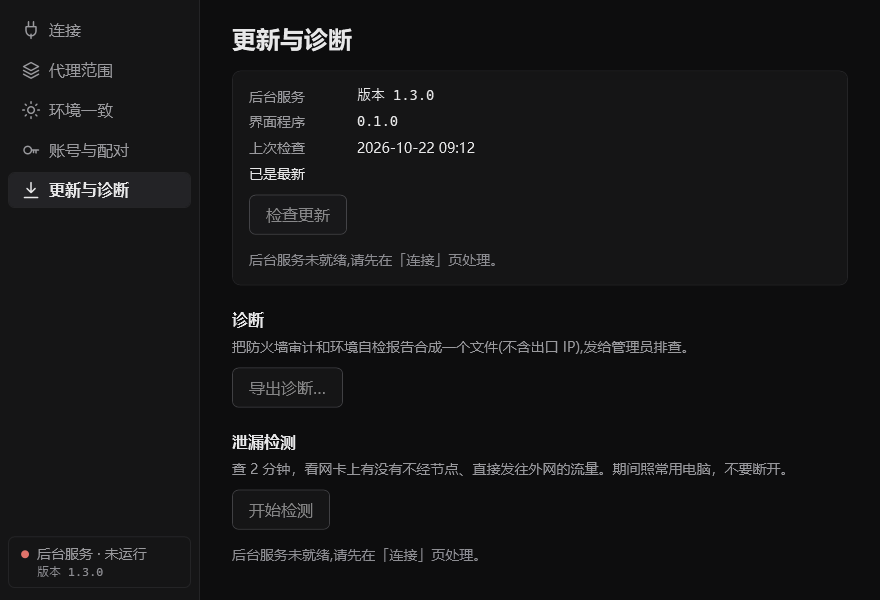 连接
代理范围
环境一致
账号与配对
更新与诊断
后台服务 · 未运行
版本 1.3.0
更新与诊断
后台服务 版本 1.3.0
界面程序 0.1.0
上次检查 2026-10-22 09:12
已是最新
检查更新
后台服务未就绪,请先在「连接」页处理。
诊断
把防火墙审计和环境自检报告合成一个文件(不含出口 IP),发给管理员排查。
导出诊断...
泄漏检测
查 2 分钟，看网卡上有没有不经节点、直接发往外网的流量。期间照常用电脑，不要断开。
开始检测
后台服务未就绪,请先在「连接」页处理。